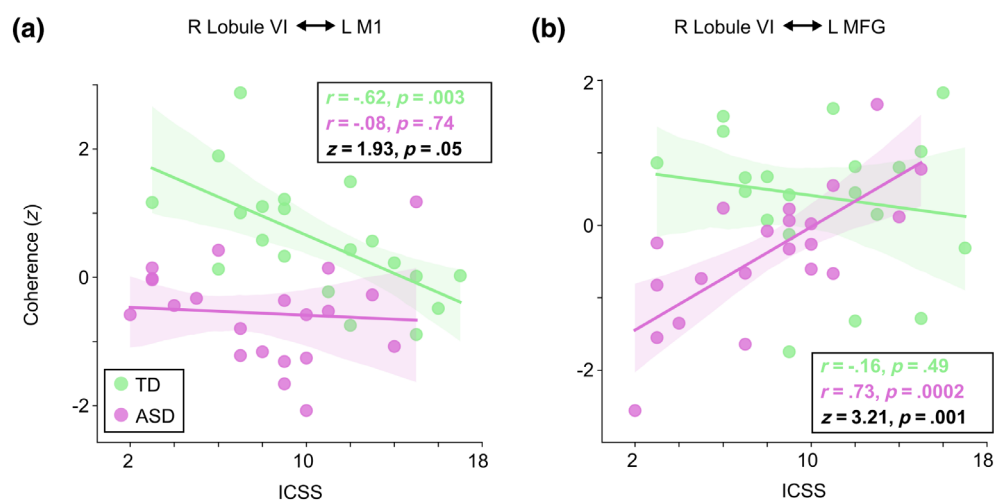 (a)
R Lobule VI ⟷ L M1
r = -.62, p = .003
r = -.08, p = .74
z = 1.93, p = .05
Coherence (z)
2
0
-2
TD
ASD
2
10
18
ICSS
(b)
R Lobule VI ⟷ L MFG
2
0
-2
r = -.16, p = .49
r = .73, p = .0002
z = 3.21, p = .001
2
10
18
ICSS